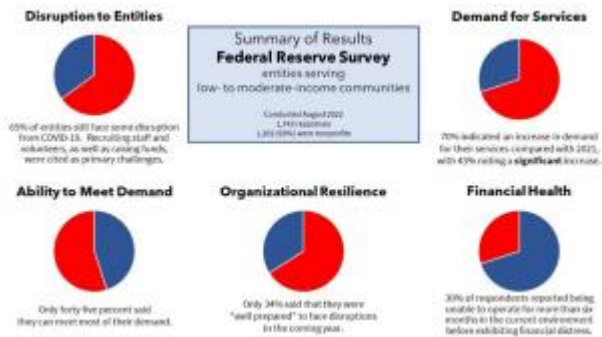 Disruption to Entities
65% of entities still face some disruption
from COVID-19. Recruiting staff and
volunteers, as well as raising funds,
were cited as primary challenges.
Summary of Results
Federal Reserve Survey
entities serving
low- to moderate-income communities
Conducted August 2022
were nonprofits
Demand for Services
70% indicated an increase in demand
for their services compared with 2021,
with 45% noting a significant increase.
Ability to Meet Demand
Only forty five percent said
they can meet most of their demand.
Organizational Resilience
Only 34% said that they were
"well prepared" to face disruptions
in the coming year.
Financial Health
30% of respondents reported being
unable to operate for more than six
months in the current environment
before exhibiting financial distress.